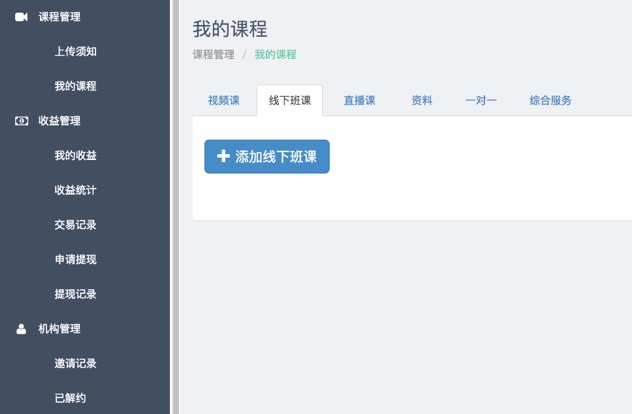 课程管理
上传须知
我的课程
收益管理
我的收益
收益统计
交易记录
申请提现
提现记录
机构管理
邀请记录
已解约
我的课程
课程管理 / 我的课程
视频课 线下班课 直播课 资料 一对一 综合服务
添加线下班课